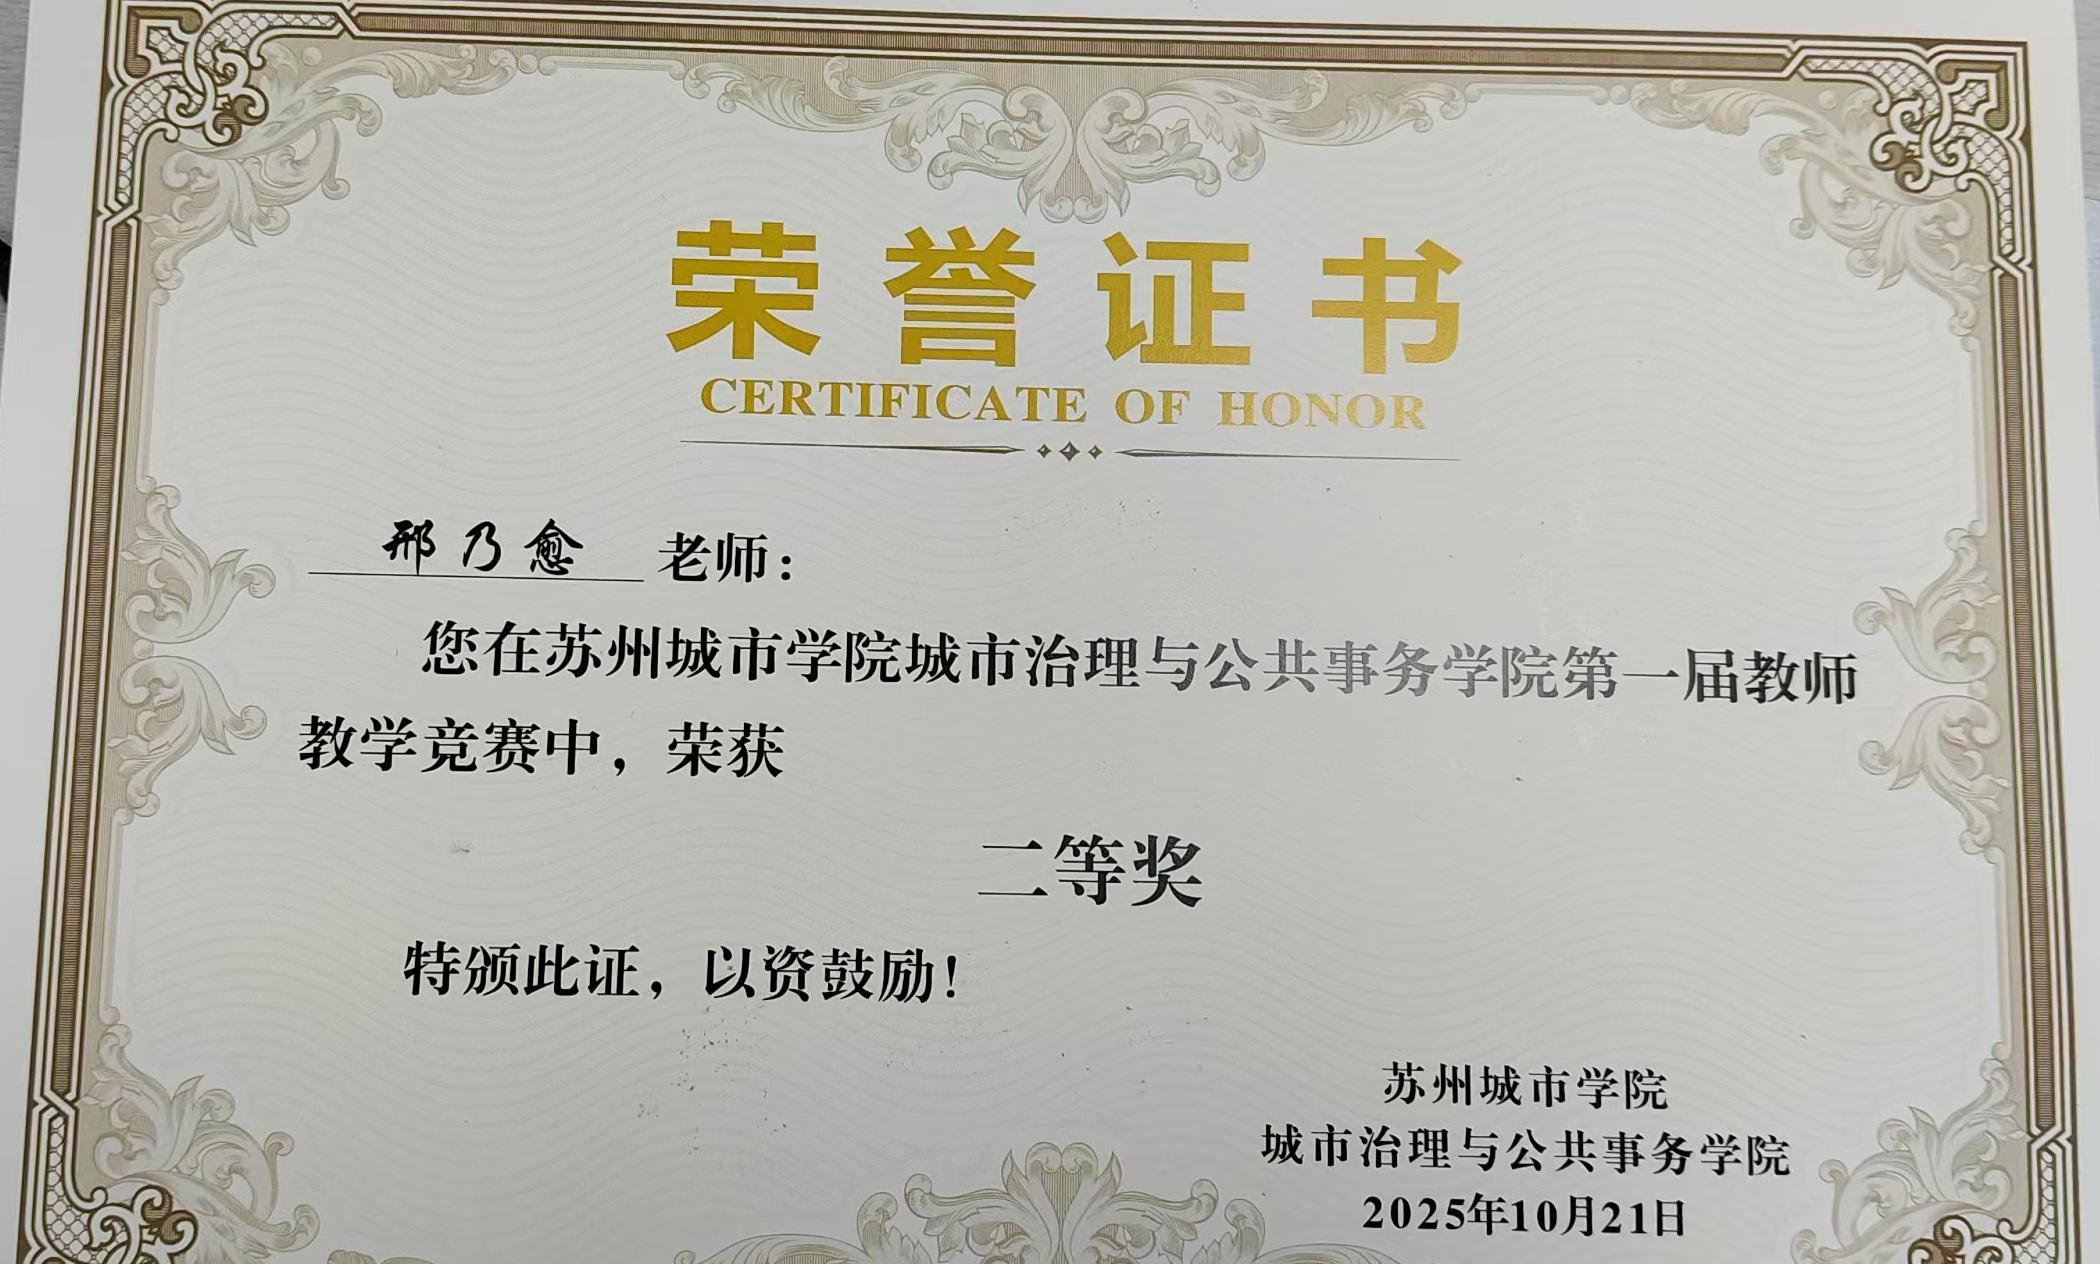 荣誉证书
CERTIFICATE OF HONOR
邢乃愈 老师：
您在苏州城市学院城市治理与公共事务学院第一届教师
教学竞赛中，荣获
二等奖
特颁此证，以资鼓励！
苏州城市学院
城市治理与公共事务学院
2025年10月21日